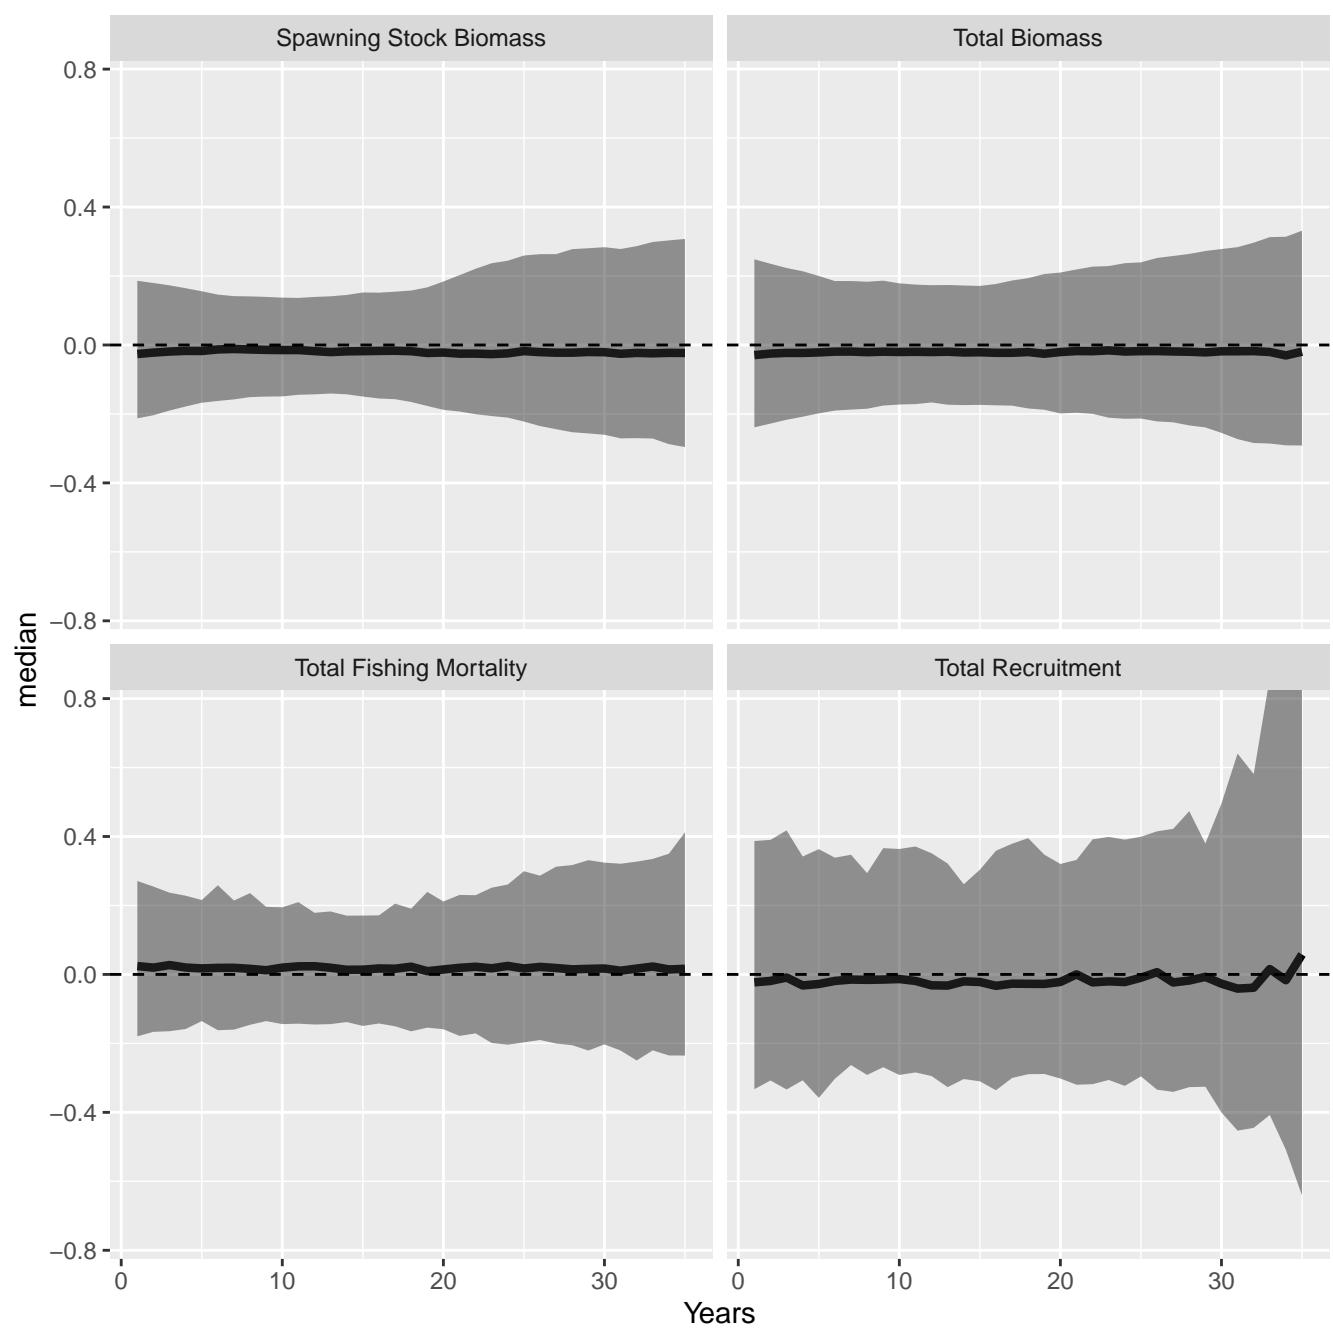 Spawning Stock Biomass
Total Biomass
0.8
0.4
0.0
−0.4
−0.8
Total Fishing Mortality
Total Recruitment
0.8
0.4
0.0
−0.4
−0.8
median
0 10 20 30
0 10 20 30
Years